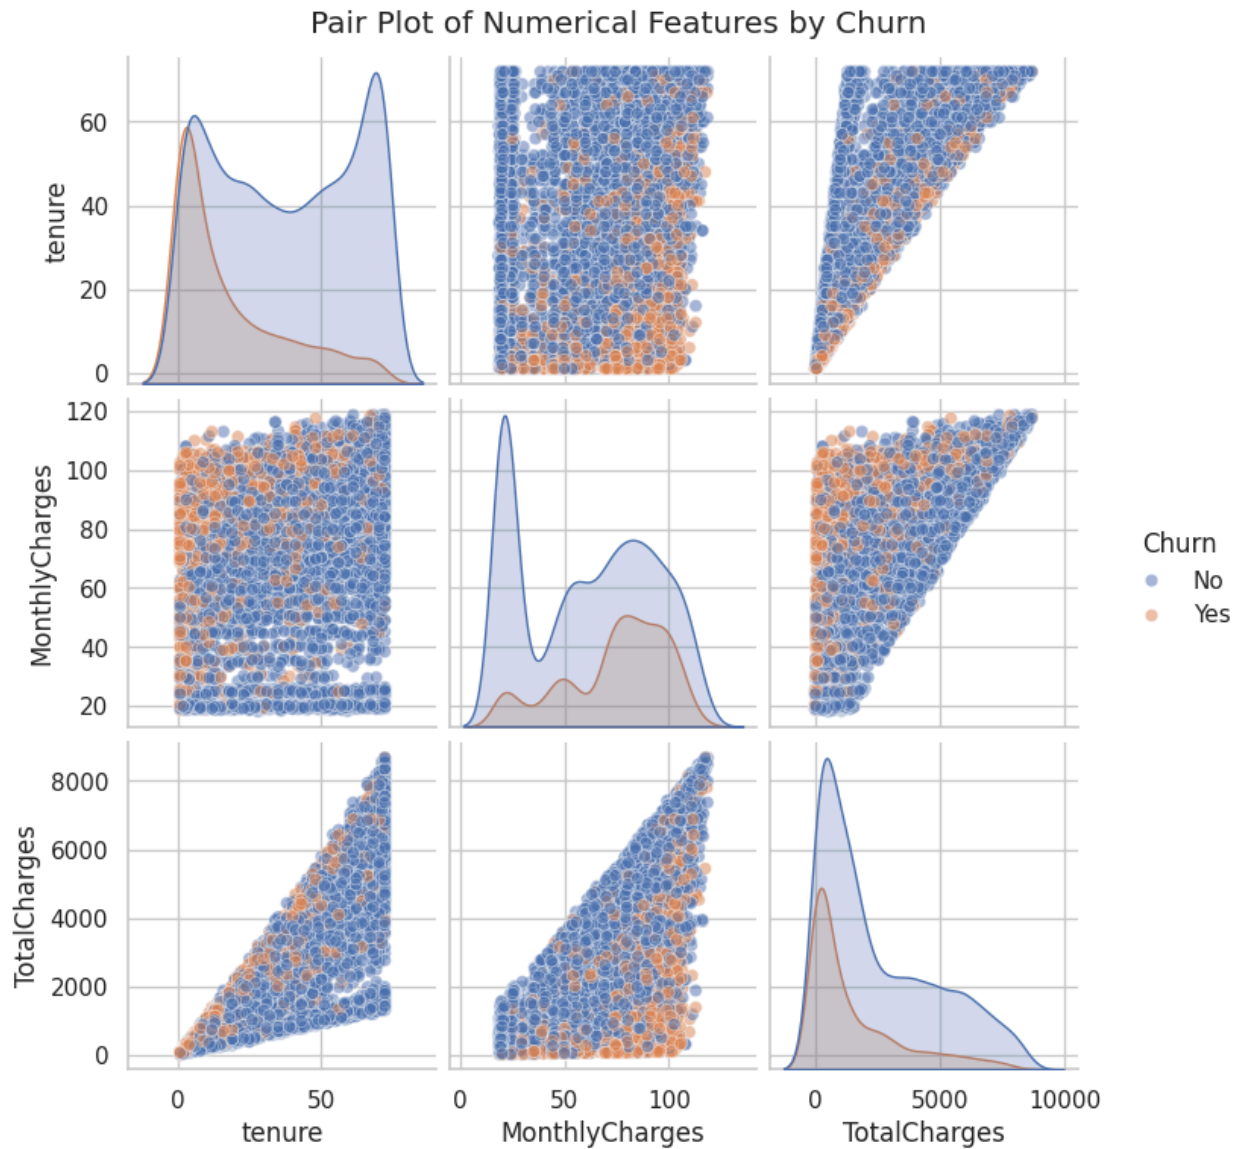 Pair Plot of Numerical Features by Churn
60
40
20
0
tenure
120
100
80
60
40
20
MonthlyCharges
8000
6000
4000
2000
0
TotalCharges
0 50
tenure
0 50 100
MonthlyCharges
0 5000 10000
TotalCharges
Churn
No
Yes